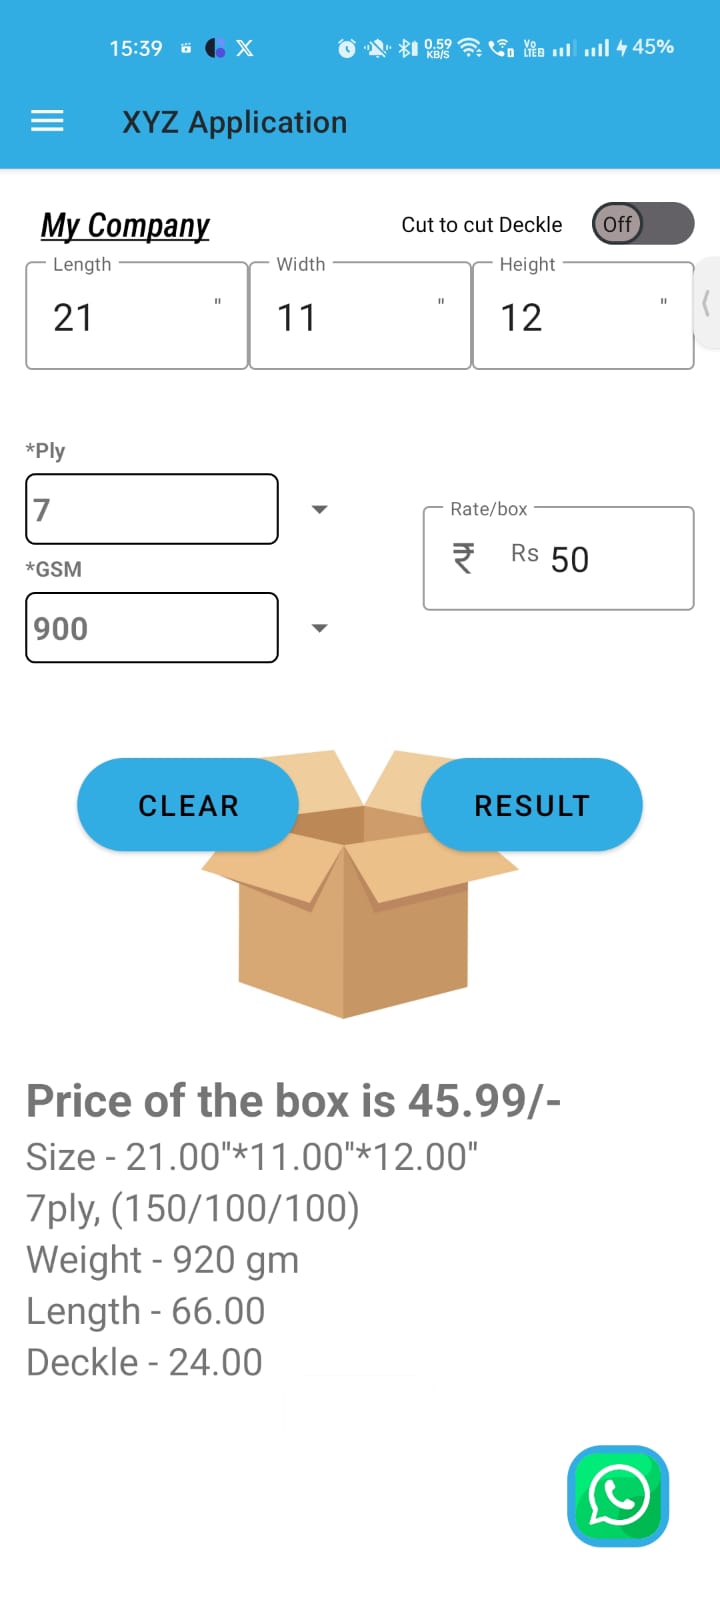 15:39 X 0.59 KB/S Vo LTE2 45%
XYZ Application
My Company
Cut to cut Deckle Off
Length Width Height
21 " 11 " 12 "
*Ply
7
Rate/box
₹ Rs 50
*GSM
900
CLEAR RESULT
Price of the box is 45.99/-
Size - 21.00"*11.00"*12.00"
7ply, (150/100/100)
Weight - 920 gm
Length - 66.00
Deckle - 24.00